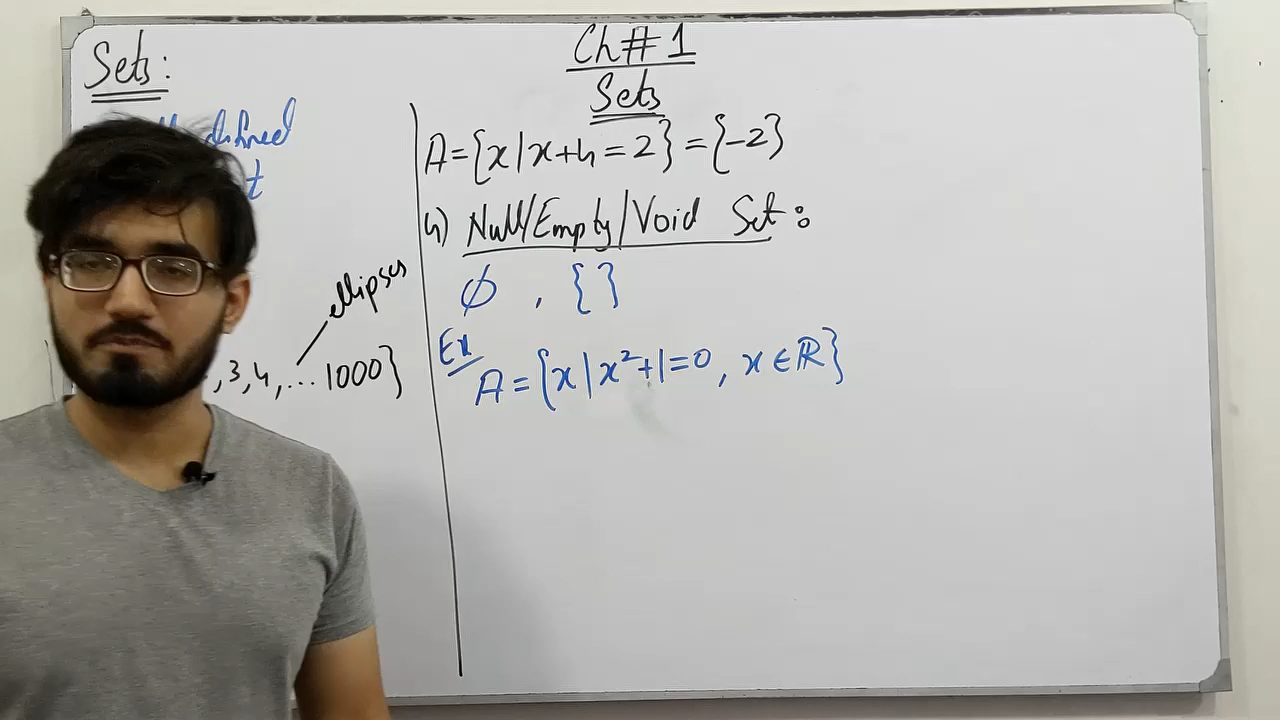 Ch# 1
Sets
Sets:
ellipses
3, 4, ... 1000}
A = {x | x + 4 = 2} = {-2}
4) Null/Empty/Void Set:
ϕ , { }
Ex
A = {x | x² + 1 = 0, x ∈ ℝ}